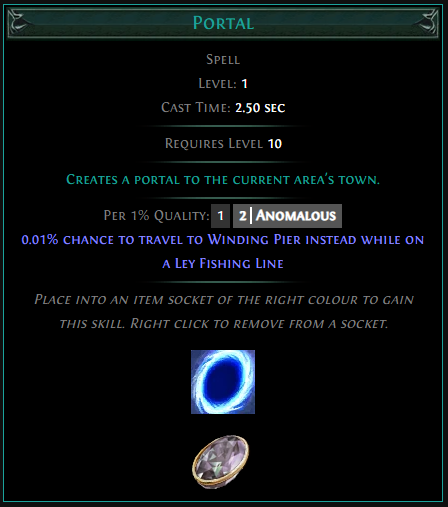 Portal
Spell
Level: 1
Cast Time: 2.50 sec
Requires Level 10
Creates a portal to the current area's town.
Per 1% Quality: 1 2|Anomalous
0.01% chance to travel to Winding Pier instead while on
a Ley Fishing Line
Place into an item socket of the right colour to gain
this skill. Right click to remove from a socket.